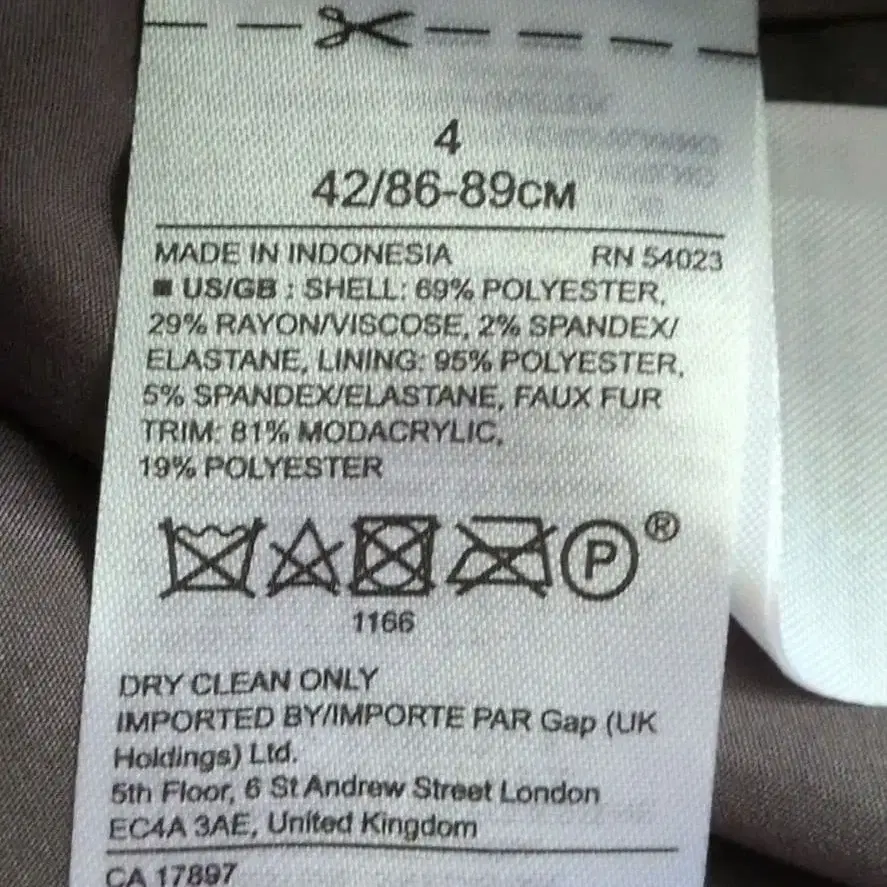 4
42/86-89CM
MADE IN INDONESIA RN 54023
■ US/GB : SHELL: 69% POLYESTER,
29% RAYON/VISCOSE, 2% SPANDEX/
ELASTANE, LINING: 95% POLYESTER,
5% SPANDEX/ELASTANE, FAUX FUR
TRIM: 81% MODACRYLIC,
19% POLYESTER
P ®
1166
DRY CLEAN ONLY
IMPORTED BY/IMPORTE PAR Gap (UK
Holdings) Ltd.
5th Floor, 6 St Andrew Street London
EC4A 3AE, United Kingdom
CA 17897